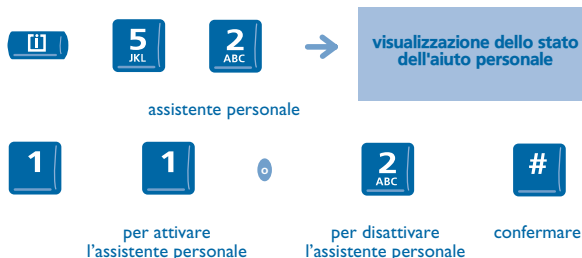 [i] 5 JKL 2 ABC visualizzazione dello stato
dell'aiuto personale
assistente personale
1 1 o 2 ABC #
per attivare
l'assistente personale
per disattivare
l'assistente personale
confermare